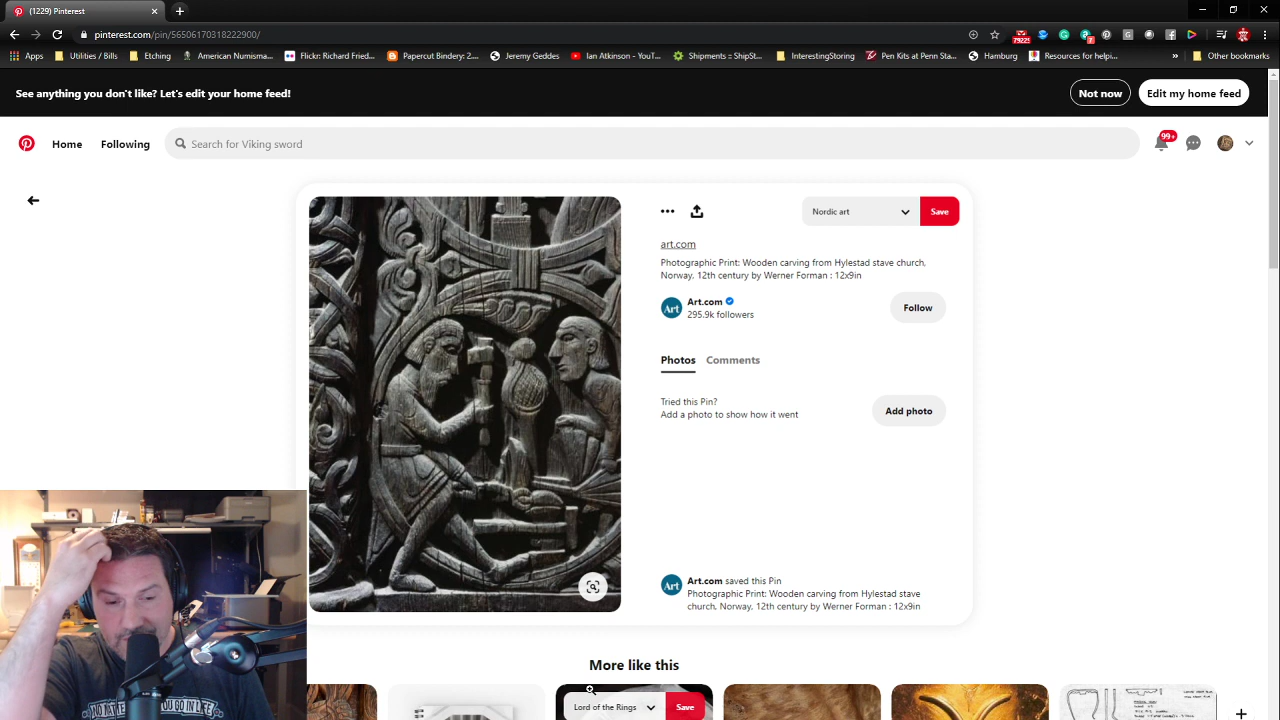 (1229) Pinterest
pinterest.com/pin/56506170318222900/
79225
Apps
Utilities / Bills
Etching
American Numisma...
Flickr: Richard Fried...
Papercut Bindery: 2...
Jeremy Geddes
Ian Atkinson - YouT...
Shipments :: ShipSt...
InterestingStoring
Pen Kits at Penn Sta...
Hamburg
Resources for helpi...
»
Other bookmarks
See anything you don't like? Let's edit your home feed!
Not now
Edit my home feed
Home
Following
Search for Viking sword
99+
Nordic art
Save
art.com
Photographic Print: Wooden carving from Hylestad stave church,
Norway, 12th century by Werner Forman : 12x9in
Art
Art.com
295.9k followers
Follow
Photos
Comments
Tried this Pin?
Add a photo to show how it went
Add photo
Art
Art.com saved this Pin
Photographic Print: Wooden carving from Hylestad stave
church, Norway, 12th century by Werner Forman : 12x9in
More like this
Lord of the Rings
Save